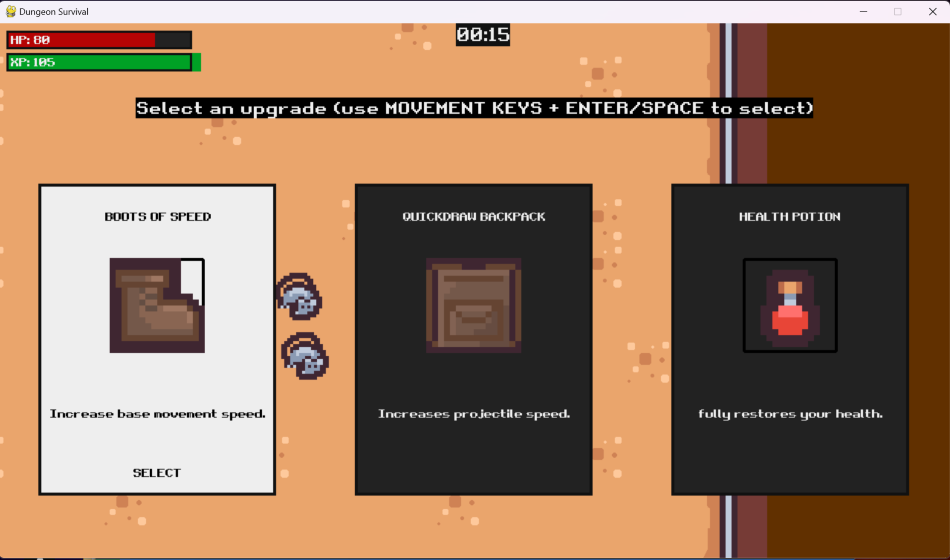 Dungeon Survival
HP: 80
00:15
XP: 105
Select an upgrade (use MOVEMENT KEYS + ENTER/SPACE to select)
BOOTS OF SPEED
Increase base movement speed.
SELECT
QUICKDRAW BACKPACK
Increases projectile speed.
HEALTH POTION
fully restores your health.